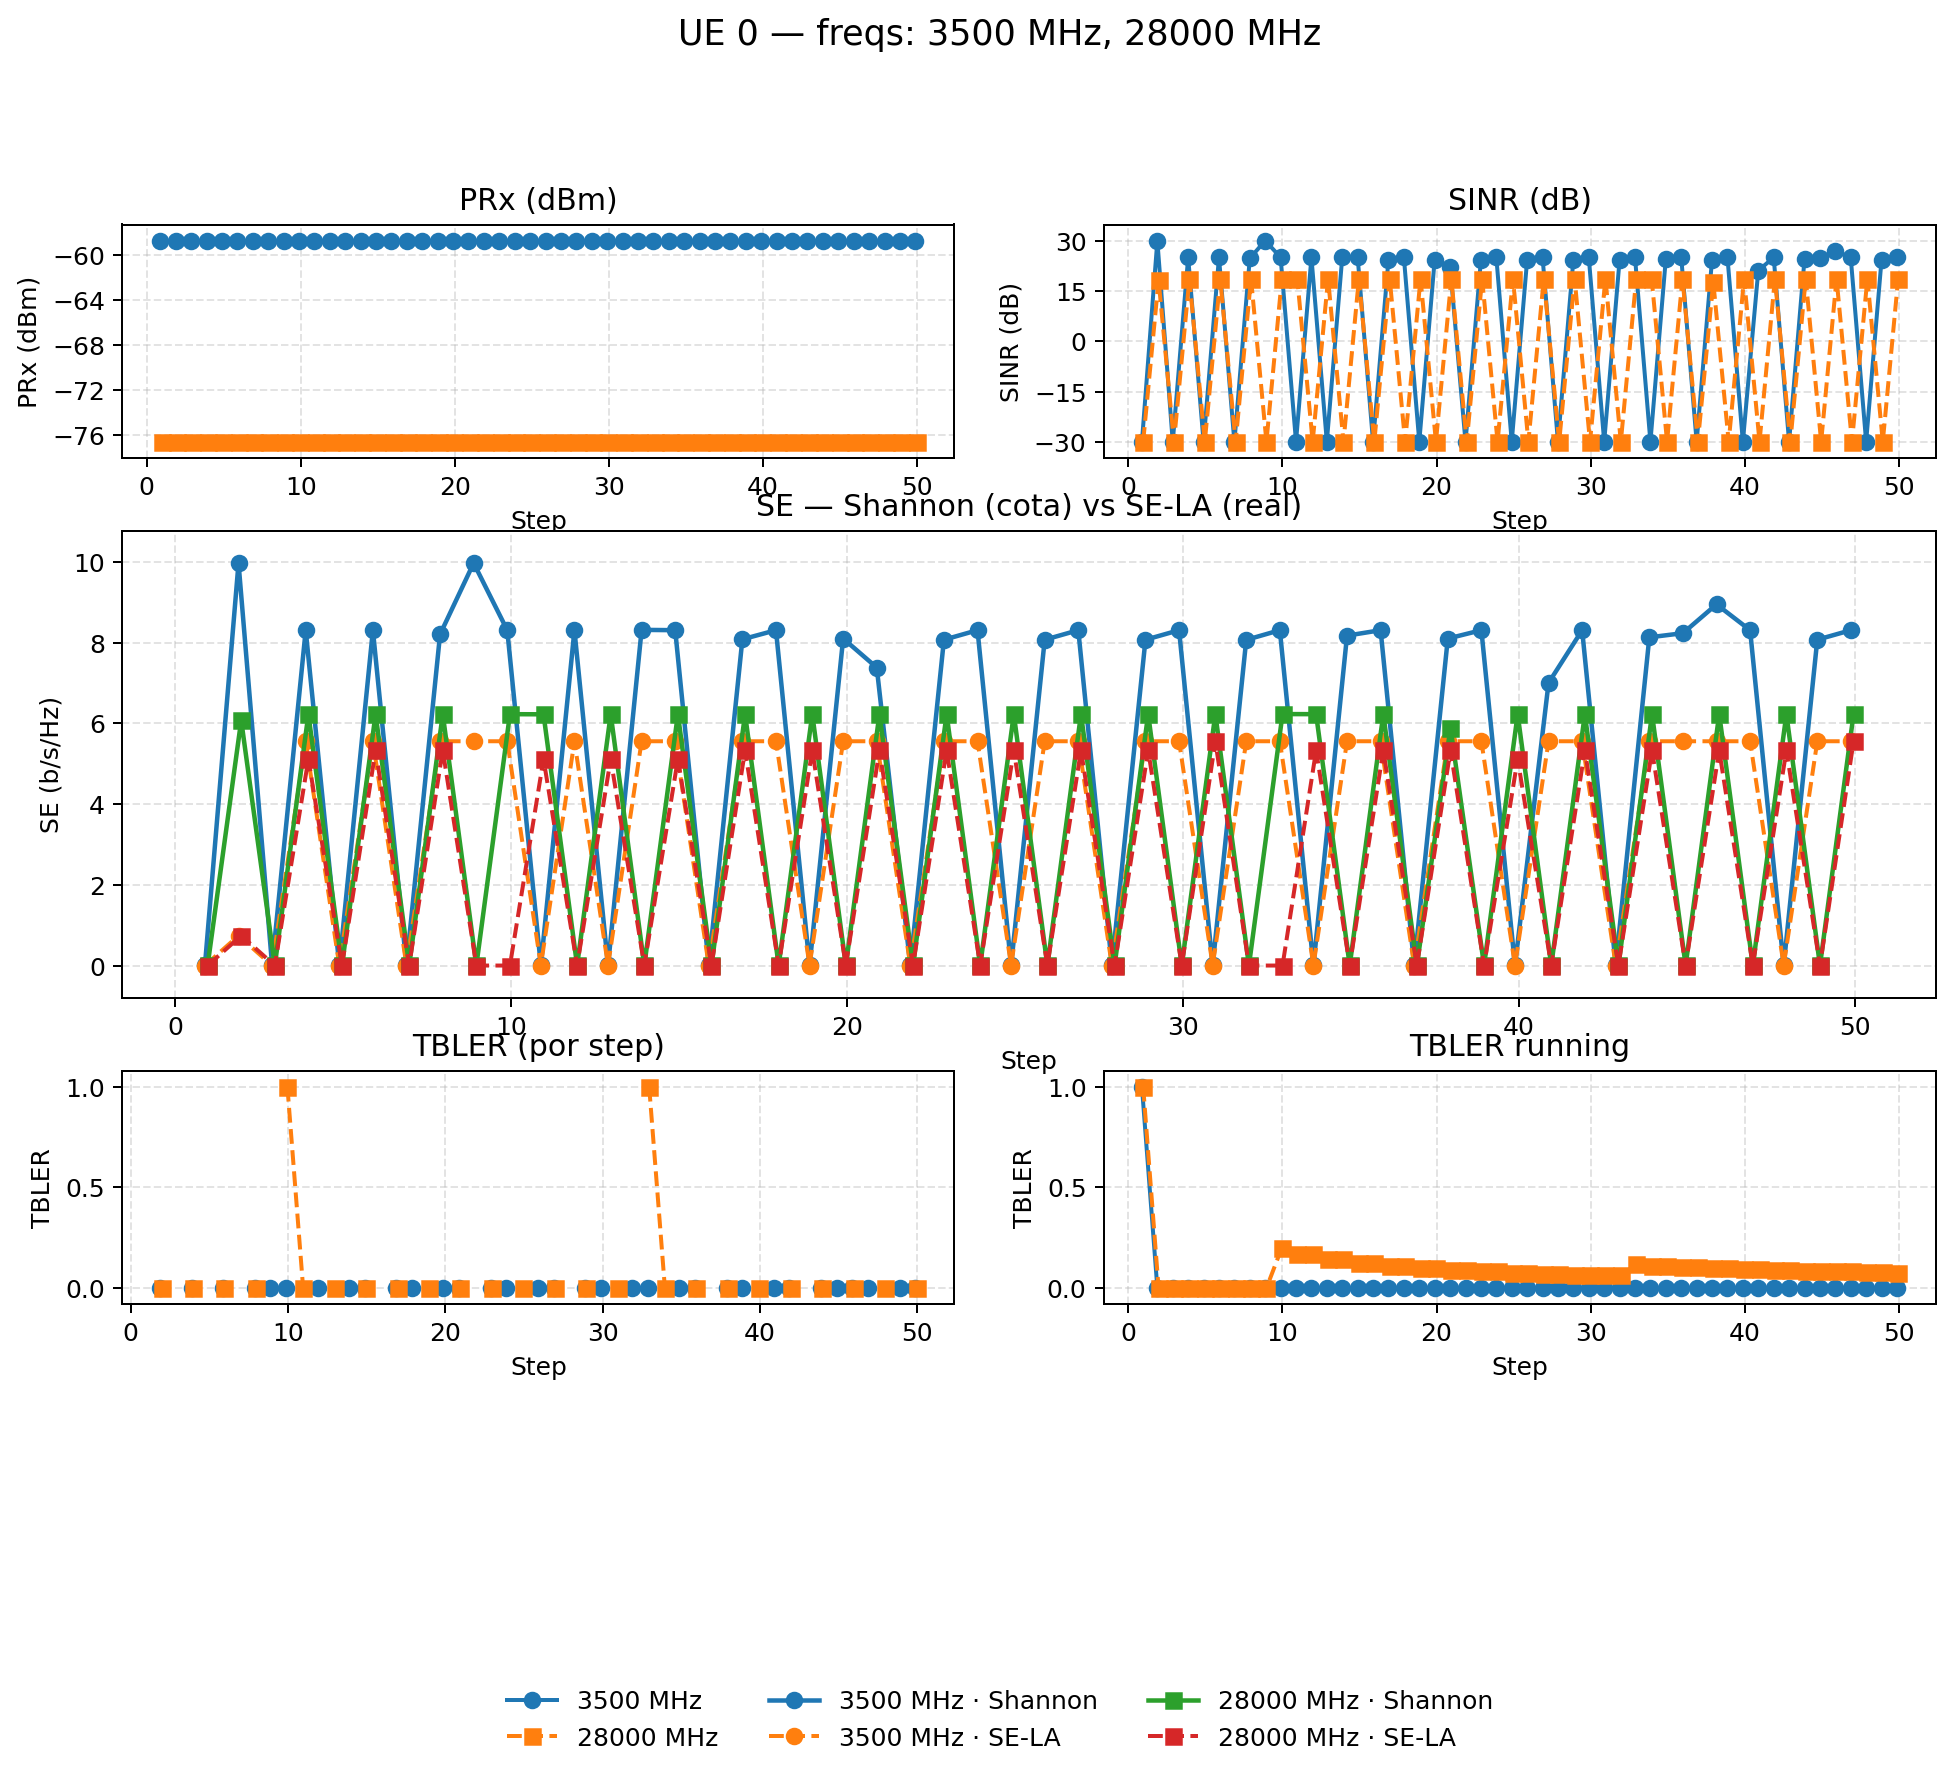 UE 0 — freqs: 3500 MHz, 28000 MHz
PRx (dBm)
PRx (dBm)
−60
−64
−68
−72
−76
0 10 20 30 40 50
Step
SINR (dB)
SINR (dB)
30
15
0
−15
−30
0 10 20 30 40 50
Step
SE — Shannon (cota) vs SE-LA (real)
SE (b/s/Hz)
10
8
6
4
2
0
0 10 20 30 40 50
Step
TBLER (por step)
TBLER
1.0
0.5
0.0
0 10 20 30 40 50
Step
TBLER running
TBLER
1.0
0.5
0.0
0 10 20 30 40 50
Step
3500 MHz
28000 MHz
3500 MHz · Shannon
3500 MHz · SE-LA
28000 MHz · Shannon
28000 MHz · SE-LA